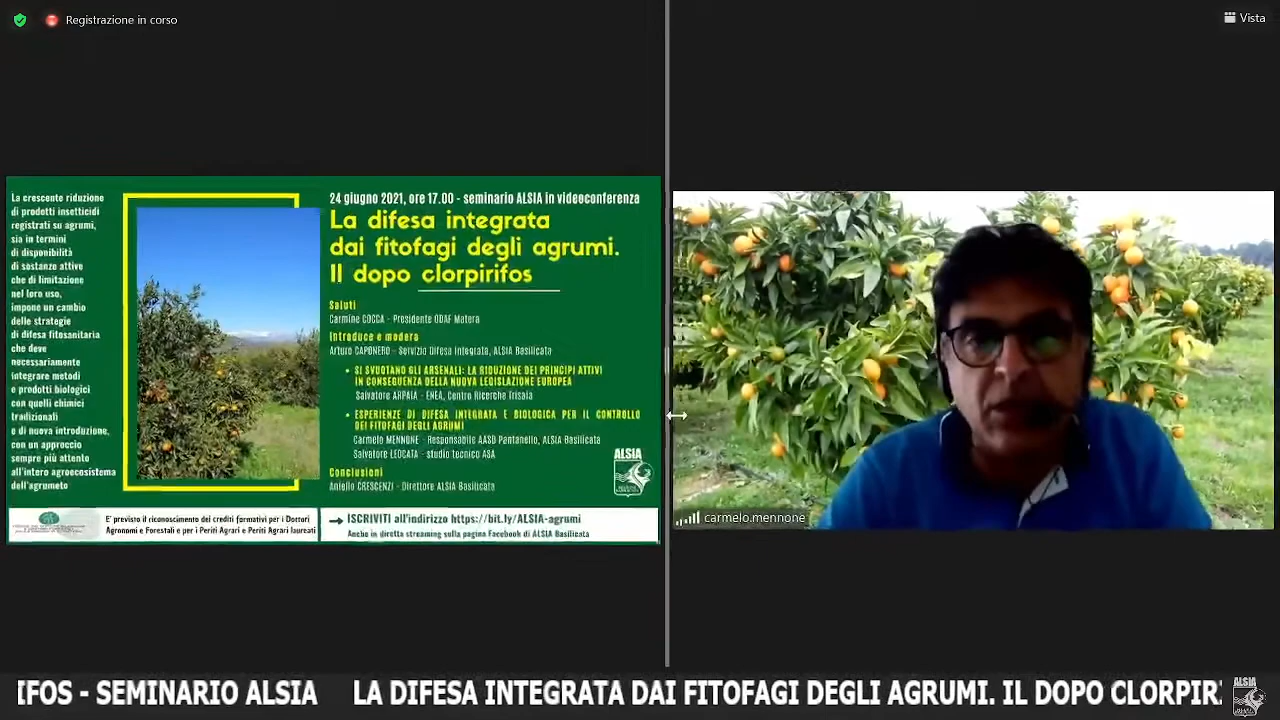 Registrazione in corso
Vista
La crescente riduzione
di prodotti insetticidi
registrati su agrumi,
sia in termini
di disponibilità
di sostanze attive
che di limitazione
nel loro uso,
impone un cambio
delle strategie
di difesa fitosanitaria
che deve
necessariamente
integrare metodi
e prodotti biologici
con quelli chimici
tradizionali
e di nuova introduzione,
con un approccio
sempre più attento
all'intero agroecosistema
dell'agrumeto
24 giugno 2021, ore 17.00 - seminario ALSIA in videoconferenza
La difesa integrata
dai fitofagi degli agrumi.
Il dopo clorpirifos
Saluti
Carmine COCCA - Presidente ODAF Matera
Introduce e modera
Arturo CAPONERO - Servizio Difesa Integrata, ALSIA Basilicata
• SI SVUOTANO GLI ARSENALI: LA RIDUZIONE DEI PRINCIPI ATTIVI
IN CONSEGUENZA DELLA NUOVA LEGISLAZIONE EUROPEA
Salvatore ARPAIA - ENEA, Centro Ricerche Trisaia
• ESPERIENZE DI DIFESA INTEGRATA E BIOLOGICA PER IL CONTROLLO
DEI FITOFAGI DEGLI AGRUMI
Carmelo MENNONE - Responsabile AASD Pantanello, ALSIA Basilicata
Salvatore LEOCATA - studio tecnico ASA
Conclusioni
Aniello CRESCENZI - Direttore ALSIA Basilicata
ALSIA
E' previsto il riconoscimento dei crediti formativi per i Dottori
Agronomi e Forestali e per i Periti Agrari e Periti Agrari laureati
ISCRIVITI all'indirizzo https://bit.ly/ALSIA-agrumi
Anche in diretta streaming sulla pagina Facebook di ALSIA Basilicata
carmelo.mennone
IFOS - SEMINARIO ALSIA LA DIFESA INTEGRATA DAI FITOFAGI DEGLI AGRUMI. IL DOPO CLORPIR
ALSIA